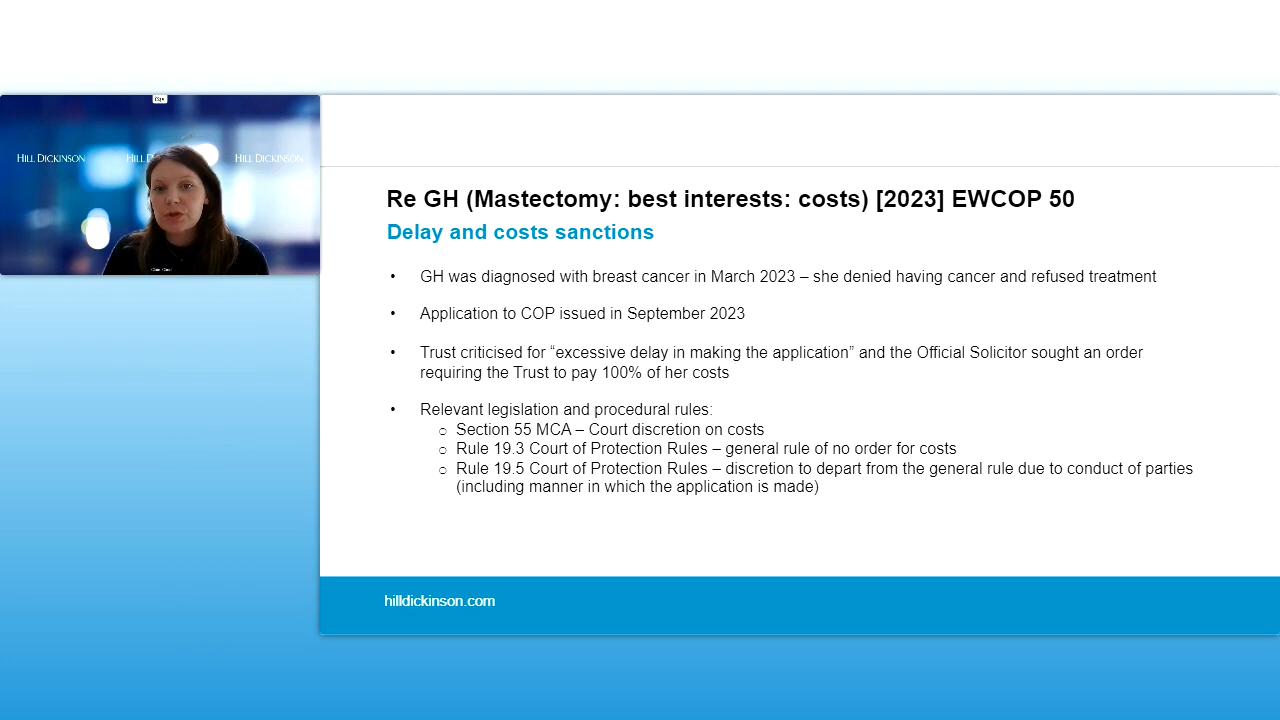 HILL DICKINSON
HILL D
HILL DICKINSON
Re GH (Mastectomy: best interests: costs) [2023] EWCOP 50
Delay and costs sanctions
• GH was diagnosed with breast cancer in March 2023 – she denied having cancer and refused treatment
• Application to COP issued in September 2023
• Trust criticised for “excessive delay in making the application” and the Official Solicitor sought an order
requiring the Trust to pay 100% of her costs
• Relevant legislation and procedural rules:
○ Section 55 MCA – Court discretion on costs
○ Rule 19.3 Court of Protection Rules – general rule of no order for costs
○ Rule 19.5 Court of Protection Rules – discretion to depart from the general rule due to conduct of parties
(including manner in which the application is made)
hilldickinson.com